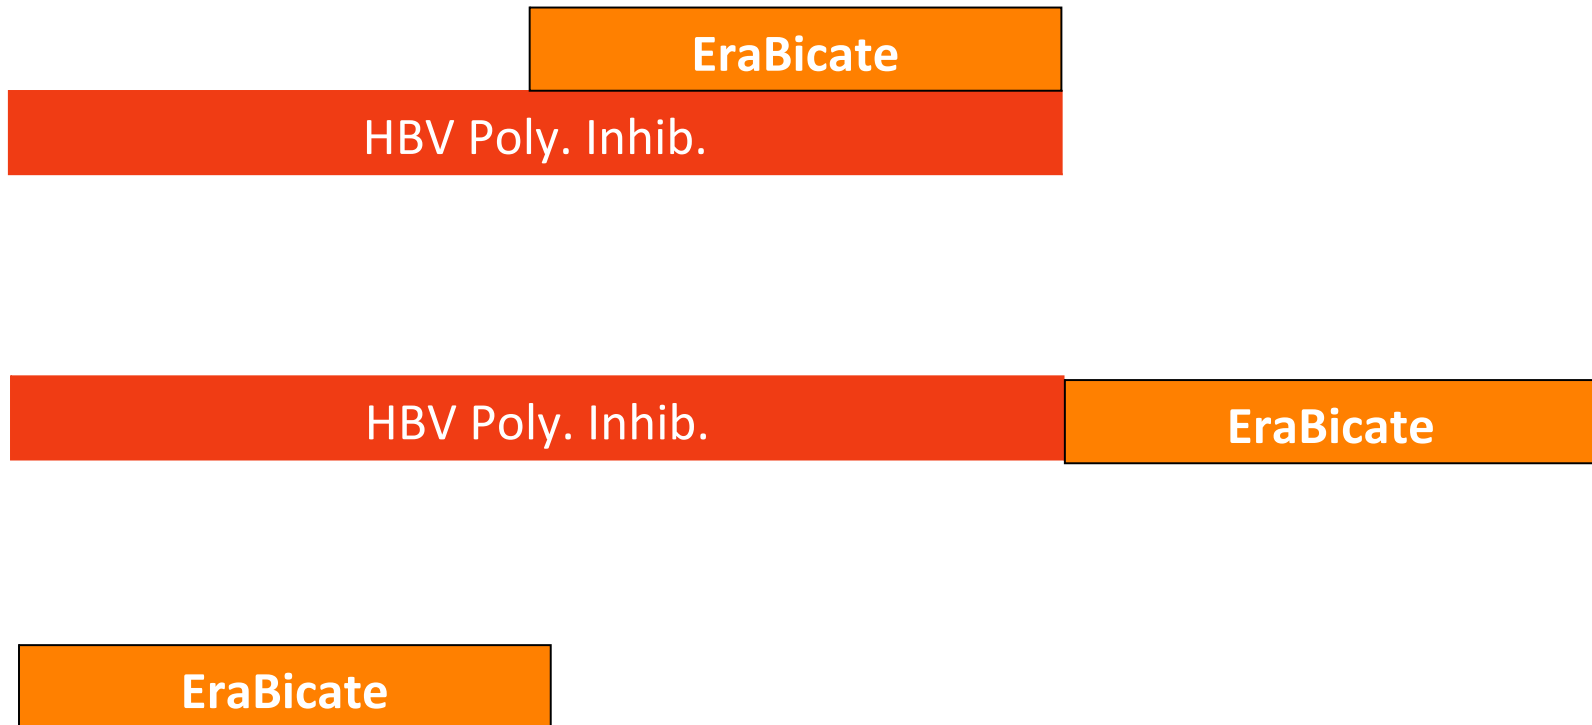 EraBicate
HBV Poly. Inhib.
HBV Poly. Inhib.
EraBicate
EraBicate